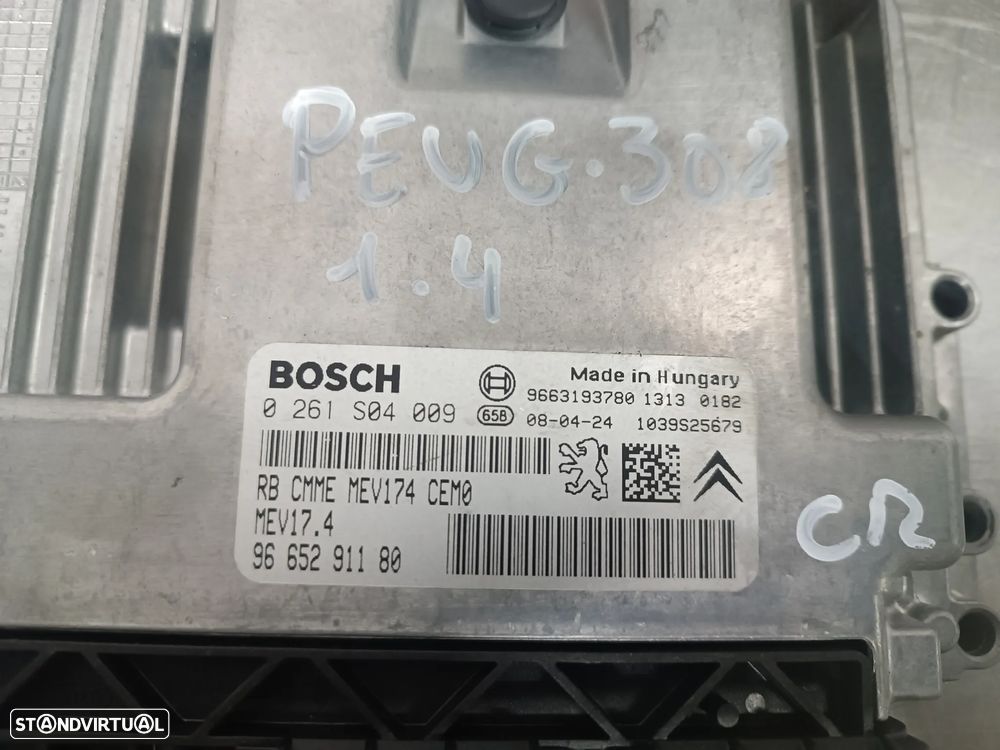 PEUG.308
1.4
BOSCH
Made in Hungary
0 261 S04 009
9663193780 1313 0182
65B
08-04-24 1039S25679
RB CMME MEV174 CEM0
MEV17.4
96 652 911 80
CR
STANDVIRTUAL